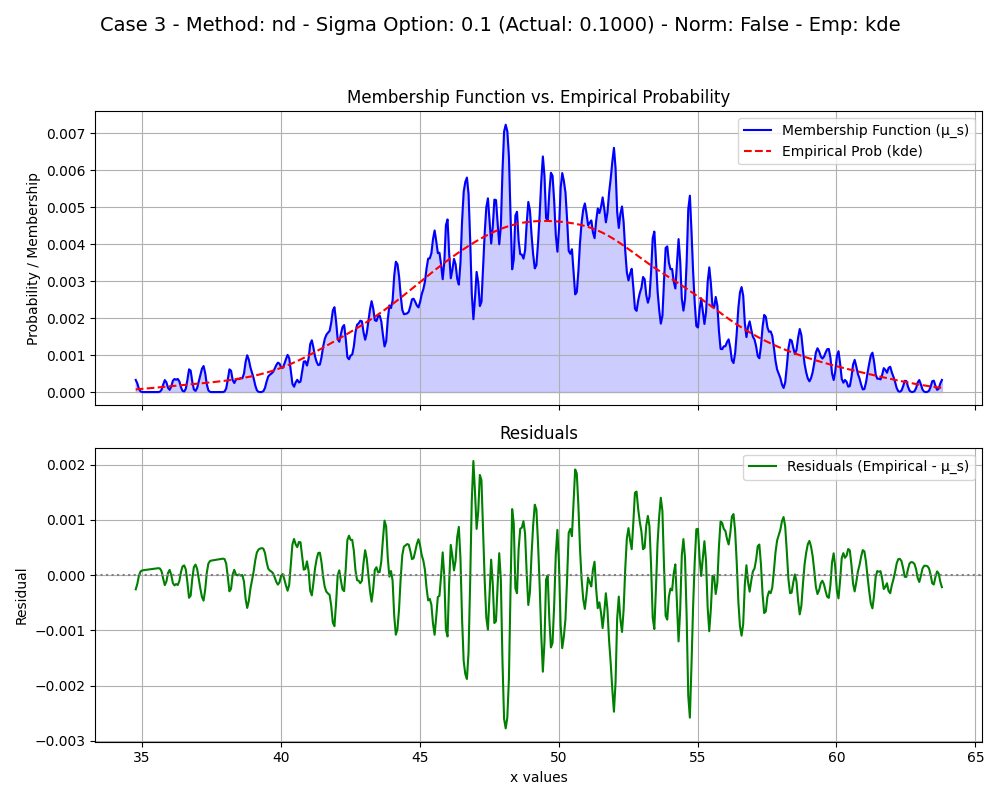 Case 3 - Method: nd - Sigma Option: 0.1 (Actual: 0.1000) - Norm: False - Emp: kde
Membership Function vs. Empirical Probability
Probability / Membership
0.007
0.006
0.005
0.004
0.003
0.002
0.001
0.000
Membership Function (μ_s)
Empirical Prob (kde)
Residuals
Residual
0.002
0.001
0.000
−0.001
−0.002
−0.003
Residuals (Empirical - μ_s)
35 40 45 50 55 60 65
x values